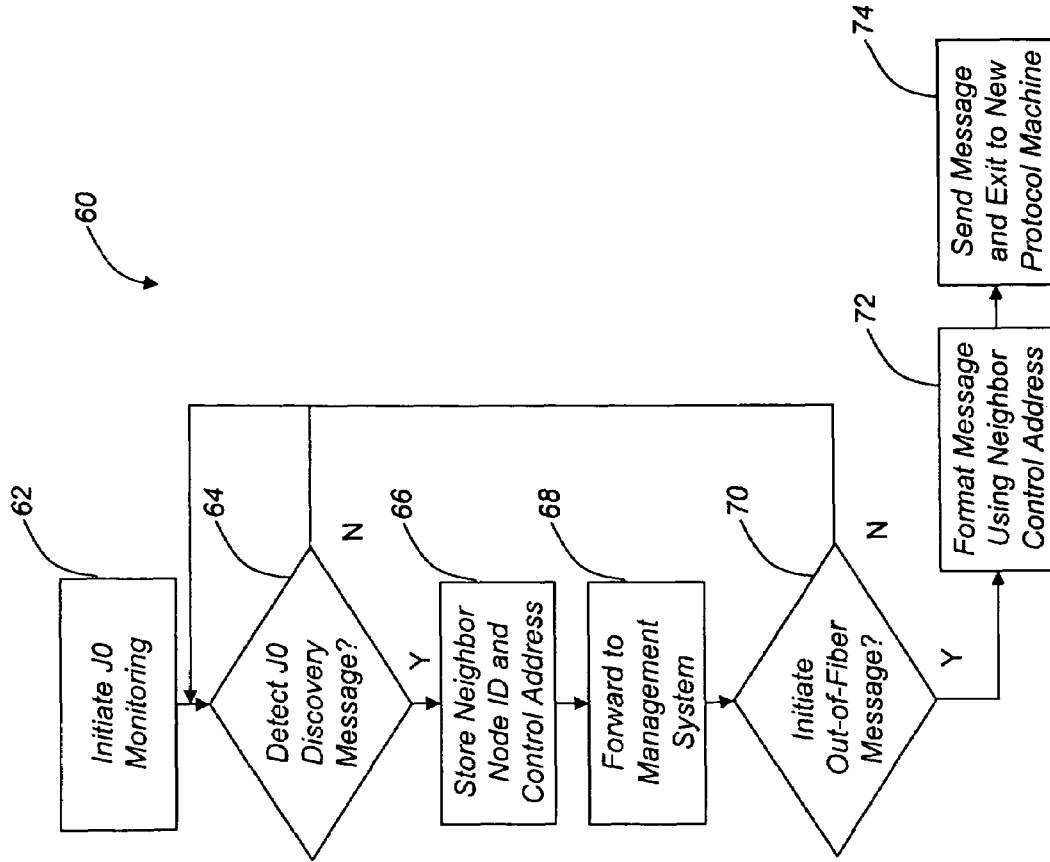 60
62
Initiate J0
Monitoring
64
Detect J0
Discovery
Message?
N
Y
66
Store Neighbor
Node ID and
Control Address
68
Forward to
Management
System
70
Initiate
Out-of-Fiber
Message?
N
Y
72
Format Message
Using Neighbor
Control Address
74
Send Message
and Exit to New
Protocol Machine